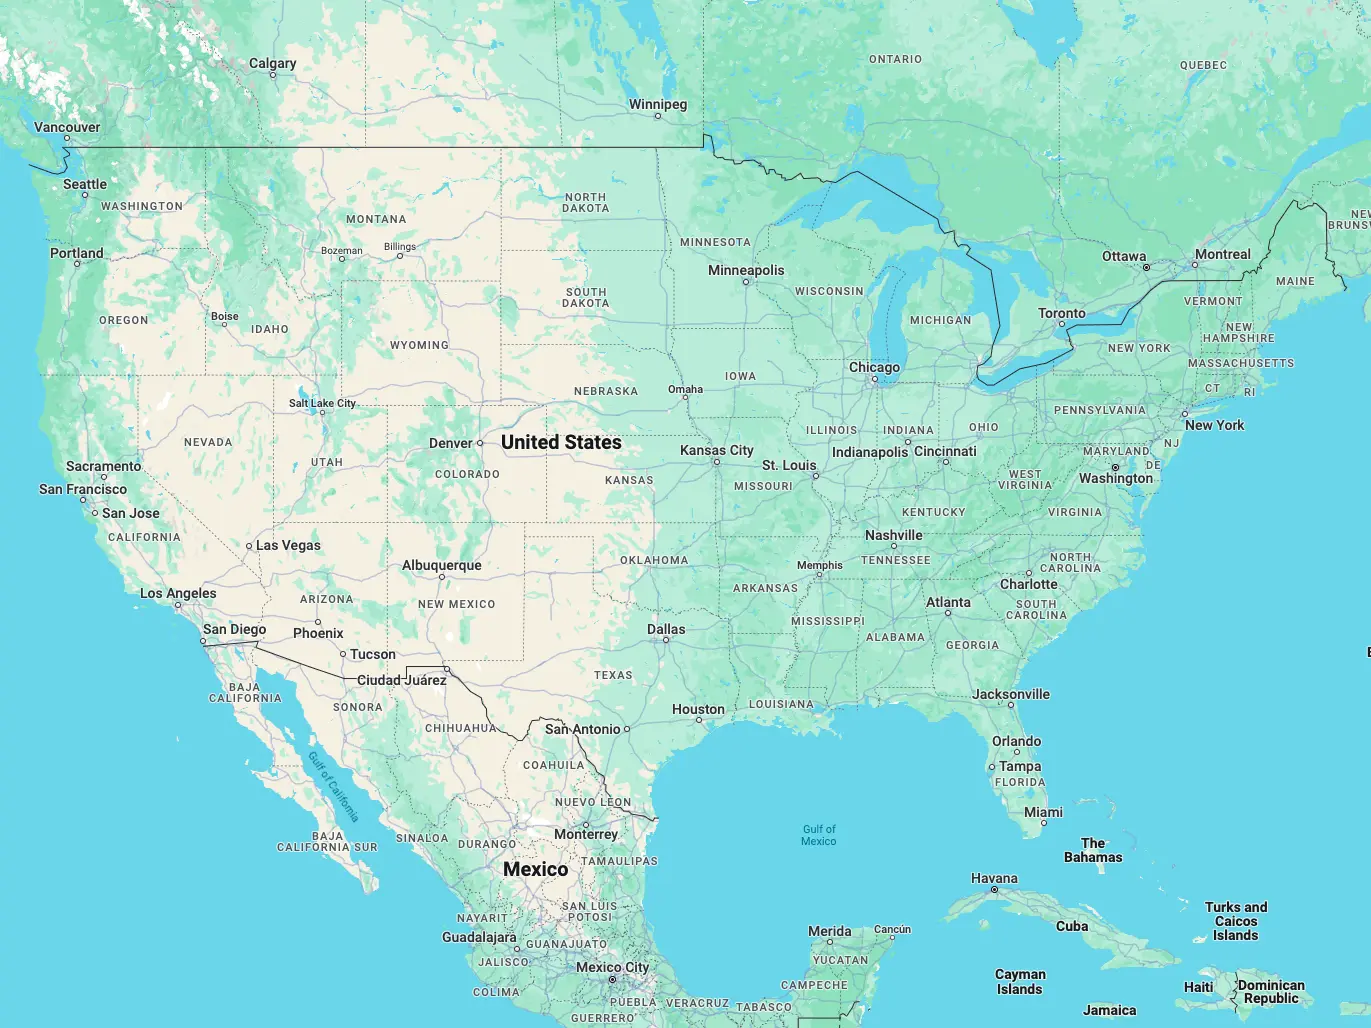 ONTARIO
QUEBEC
Calgary
Winnipeg
Vancouver
Seattle
WASHINGTON
MONTANA
NORTH
DAKOTA
NEW
BRUNSW
Bozeman
Billings
MINNESOTA
Portland
Ottawa
Montreal
Minneapolis
MAINE
SOUTH
DAKOTA
WISCONSIN
VERMONT
OREGON
Boise
IDAHO
MICHIGAN
Toronto
NEW
HAMPSHIRE
WYOMING
NEW YORK
MASSACHUSETTS
Chicago
IOWA
NEBRASKA
Omaha
CT
RI
Salt Lake City
PENNSYLVANIA
NEVADA
Denver
United States
ILLINOIS
INDIANA
OHIO
New York
NJ
Kansas City
Indianapolis
Cincinnati
MARYLAND
UTAH
Sacramento
COLORADO
KANSAS
St. Louis
DE
WEST
VIRGINIA
Washington
San Francisco
MISSOURI
San Jose
KENTUCKY
VIRGINIA
CALIFORNIA
Las Vegas
Nashville
Albuquerque
OKLAHOMA
Memphis
TENNESSEE
NORTH
CAROLINA
Los Angeles
ARIZONA
NEW MEXICO
ARKANSAS
Charlotte
Atlanta
SOUTH
CAROLINA
San Diego
Phoenix
Dallas
MISSISSIPPI
ALABAMA
GEORGIA
Tucson
Ciudad Juárez
TEXAS
BAJA
CALIFORNIA
SONORA
Houston
LOUISIANA
Jacksonville
CHIHUAHUA
San Antonio
Orlando
Tampa
COAHUILA
Gulf of California
FLORIDA
NUEVO LEON
Miami
BAJA
CALIFORNIA SUR
SINALOA
DURANGO
Monterrey
Gulf of
Mexico
The
Bahamas
Mexico
TAMAULIPAS
Havana
SAN LUIS
POTOSI
NAYARIT
Cuba
Turks and
Caicos
Islands
Guadalajara
GUANAJUATO
Merida
Cancún
JALISCO
Mexico City
YUCATAN
Cayman
Islands
COLIMA
CAMPECHE
Haiti
Dominican
Republic
PUEBLA
VERACRUZ
TABASCO
Jamaica
GUERRERO